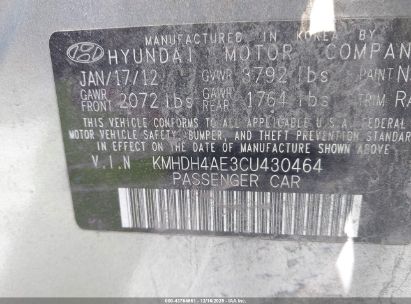 MANUFACTURED IN KOREA
HYUNDAI MOTOR COMPAN
JAN/17/12 GVWR 3792 lbs PAINT N
GAWR FRONT 2072 lbs GAWR REAR 1764 lbs TRIM RA
THIS VEHICLE CONFORMS TO ALL APPLICABLE
FEDERAL MOTOR VEHICLE SAFETY, BUMPER, AND THEFT
PREVENTION STANDARDS IN EFFECT ON THE
DATE OF MANUFACTURE SHOWN ABOVE.
V.I.N KMHDH4AE3CU430464
PASSENGER CAR